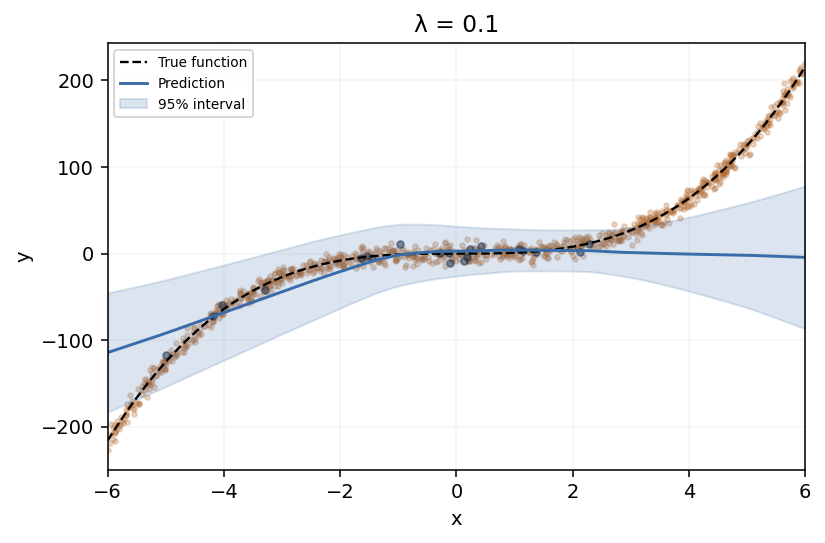 λ = 0.1
True function
Prediction
95% interval
200
100
0
−100
−200
y
−6 −4 −2 0 2 4 6
x